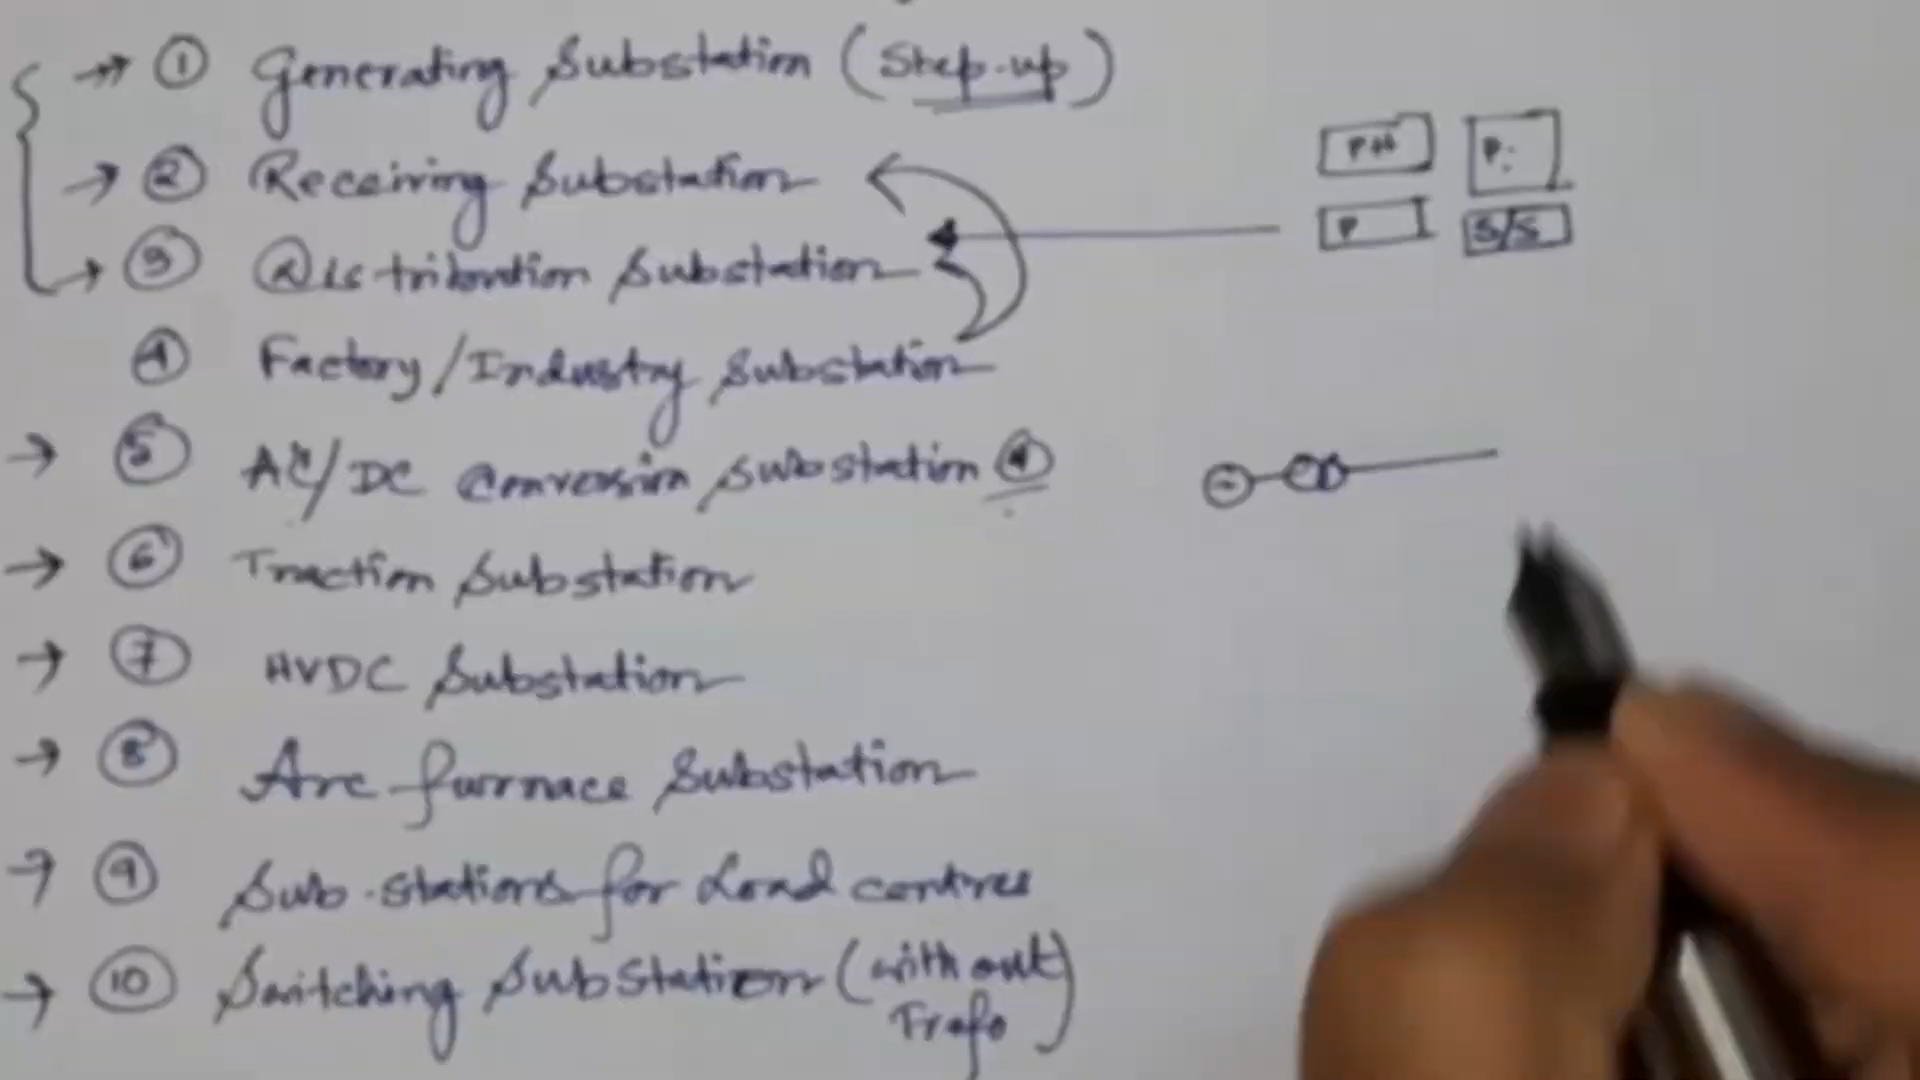 ① Generating Substation (Step-up)
② Receiving Substation
③ Distribution Substation
④ Factory/Industry Substation
⑤ AC/DC Conversion Substation ④
⑥ Traction Substation
⑦ HVDC Substation
⑧ Arc furnace Substation
⑨ Sub-stations for Load centres
⑩ Switching Substation (without
Trafo)
PH
P.
P
S/S